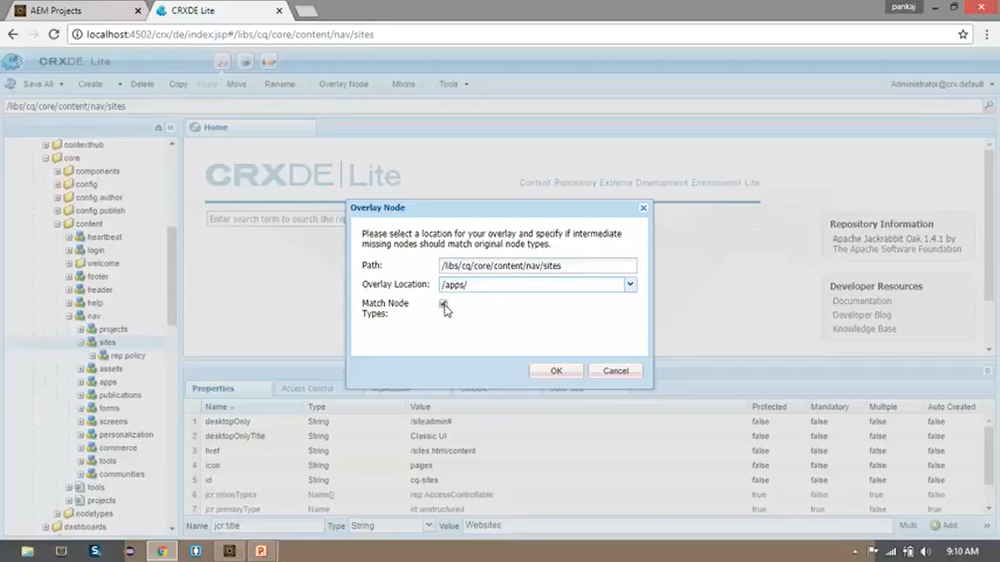 AEM Projects
CRXDE Lite
pankaj
localhost:4502/crx/de/index.jsp#/libs/cq/core/content/nav/sites
CRXDE Lite
Save All Create Delete Copy Paste Move... Rename... Overlay Node... Mixins... Tools Administrator@crx.default
/libs/cq/core/content/nav/sites
contexthub
core
components
config
config.author
config.publish
content
heartbeat
login
welcome
footer
header
help
nav
projects
sites
rep:policy
assets
apps
publications
forms
screens
personalization
commerce
tools
communities
tools
projects
nodetypes
dashboards
Home
CRXDE | Lite
Content Repository Extreme Development Environment Lite
Enter search term to search the
Repository Information
Apache Jackrabbit Oak 1.4.1 by
The Apache Software Foundation
Developer Resources
Documentation
Developer Blog
Knowledge Base
Overlay Node
Please select a location for your overlay and specify if intermediate
missing nodes should match original node types.
Path: /libs/cq/core/content/nav/sites
Overlay Location: /apps/
Match Node
Types:
OK Cancel
Properties Access Control
Name Type Value Protected Mandatory Multiple Auto Created
1 desktopOnly String /siteadmin# false false false false
2 desktopOnlyTitle String Classic UI false false false false
3 href String /sites.html/content false false false false
4 icon String pages false false false false
5 id String cq-sites false false false false
6 jcr:mixinTypes Name[] rep:AccessControllable true false true false
7 jcr:primaryType Name nt:unstructured true true false true
Name jcr:title Type String Value Websites Multi Add
9:10 AM